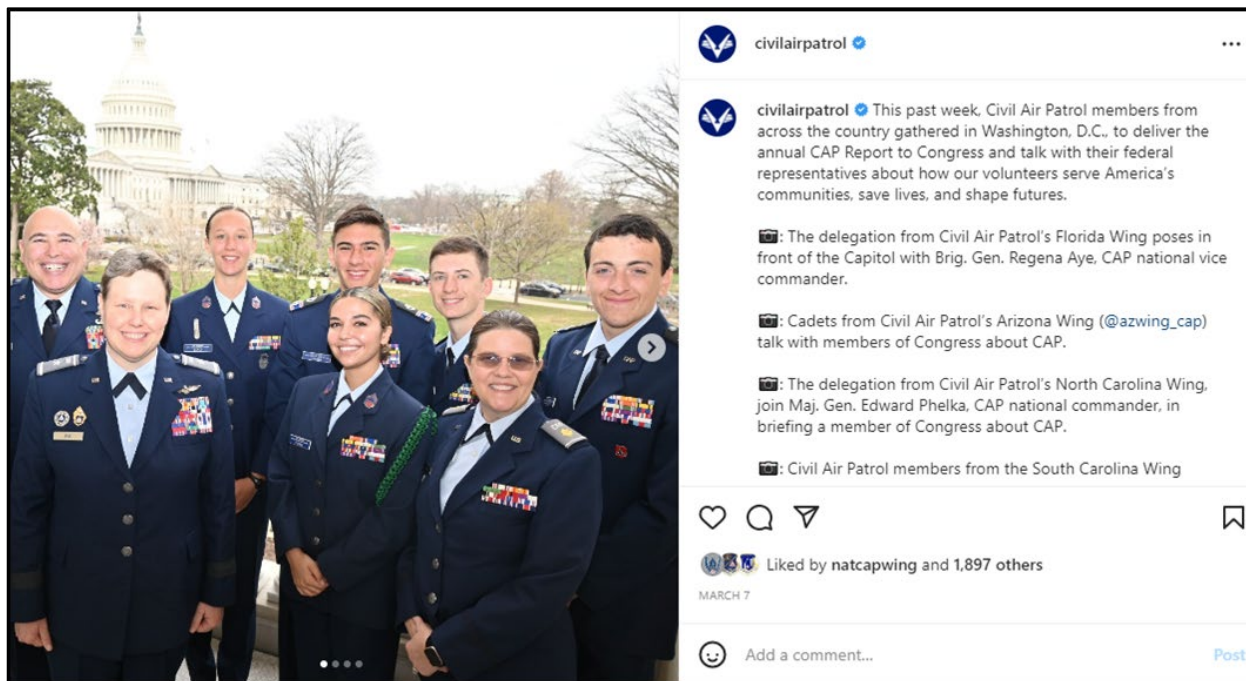 civilairpatrol
civilairpatrol This past week, Civil Air Patrol members from
across the country gathered in Washington, D.C., to deliver the
annual CAP Report to Congress and talk with their federal
representatives about how our volunteers serve America's
communities, save lives, and shape futures.
📷: The delegation from Civil Air Patrol's Florida Wing poses in
front of the Capitol with Brig. Gen. Regena Aye, CAP national vice
commander.
📷: Cadets from Civil Air Patrol's Arizona Wing (@azwing_cap)
talk with members of Congress about CAP.
📷: The delegation from Civil Air Patrol's North Carolina Wing,
join Maj. Gen. Edward Phelka, CAP national commander, in
briefing a member of Congress about CAP.
📷: Civil Air Patrol members from the South Carolina Wing
Liked by natcapwing and 1,897 others
MARCH 7
Add a comment...
Post